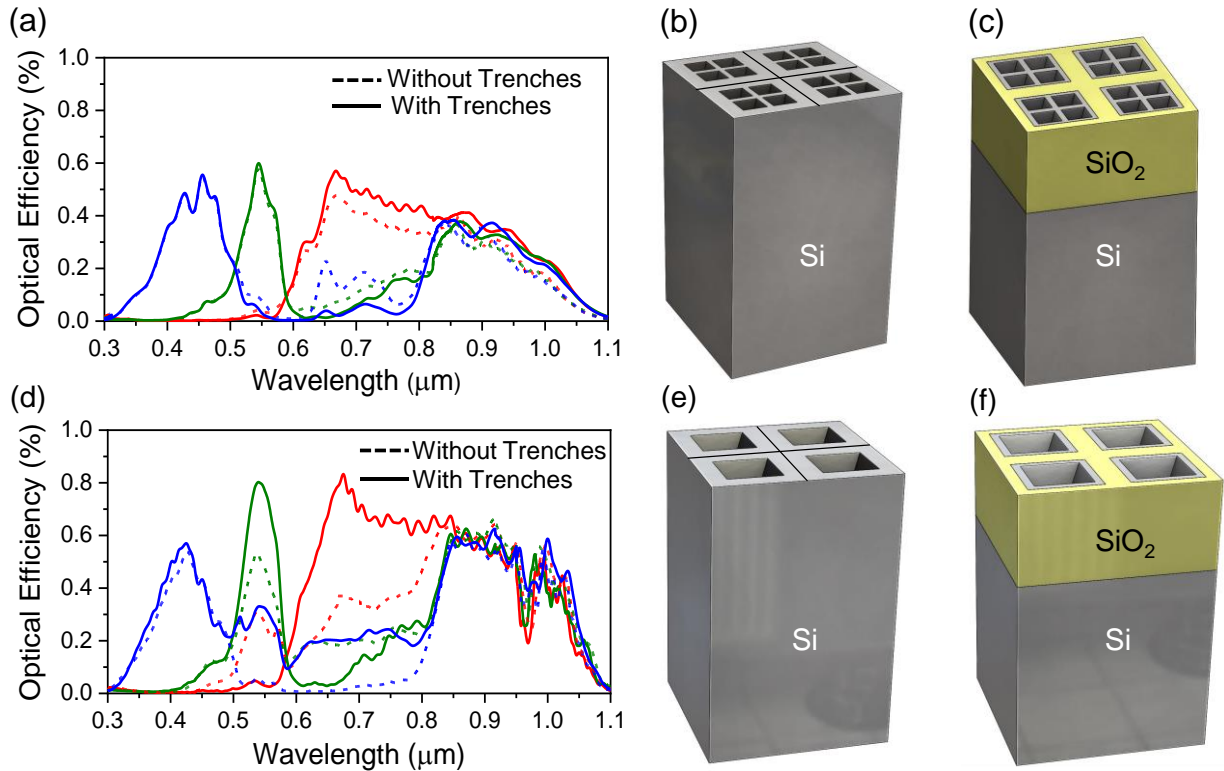 (a)
Optical Efficiency (%)
1.0
0.8
0.6
0.4
0.2
0.0
Without Trenches
With Trenches
0.3 0.4 0.5 0.6 0.7 0.8 0.9 1.0 1.1
Wavelength (μm)
(b)
Si
(c)
SiO2
Si
(d)
Optical Efficiency (%)
1.0
0.8
0.6
0.4
0.2
0.0
Without Trenches
With Trenches
0.3 0.4 0.5 0.6 0.7 0.8 0.9 1.0 1.1
Wavelength (μm)
(e)
Si
(f)
SiO2
Si